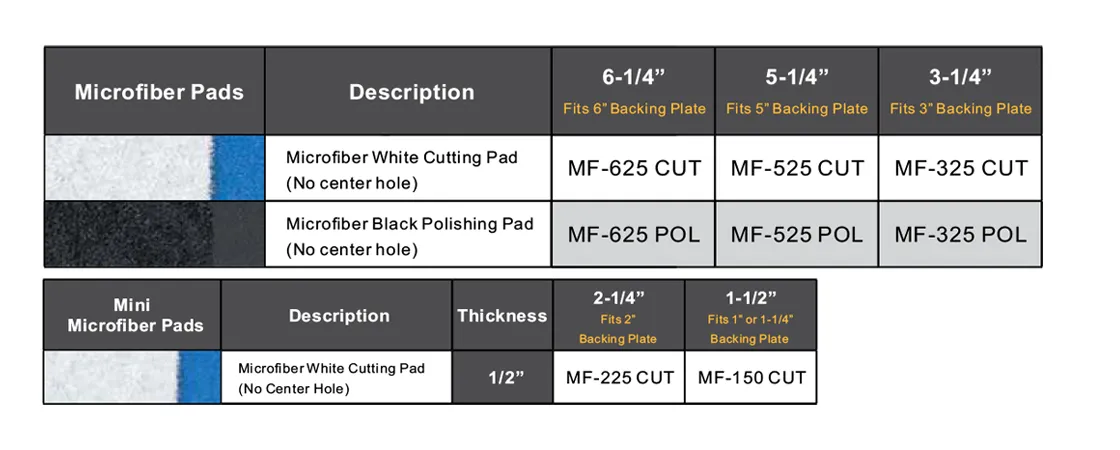 Microfiber Pads
Description
6-1/4”
Fits 6” Backing Plate
5-1/4”
Fits 5” Backing Plate
3-1/4”
Fits 3” Backing Plate
Microfiber White Cutting Pad
(No center hole)
MF-625 CUT
MF-525 CUT
MF-325 CUT
Microfiber Black Polishing Pad
(No center hole)
MF-625 POL
MF-525 POL
MF-325 POL
Mini
Microfiber Pads
Description
Thickness
2-1/4”
Fits 2”
Backing Plate
1-1/2”
Fits 1” or 1-1/4”
Backing Plate
Microfiber White Cutting Pad
(No Center Hole)
1/2”
MF-225 CUT
MF-150 CUT